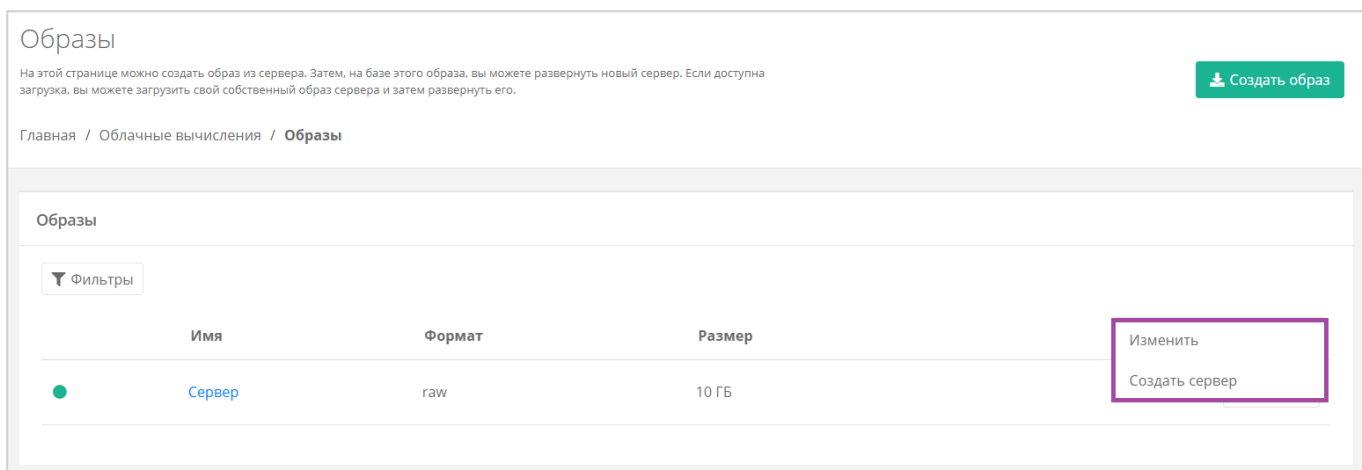 Образы
На этой странице можно создать образ из сервера. Затем, на базе этого образа, вы можете развернуть новый сервер. Если доступна
загрузка, вы можете загрузить свой собственный образ сервера и затем развернуть его.
Создать образ
Главная / Облачные вычисления / Образы
Образы
Фильтры
Имя Формат Размер
Изменить
Создать сервер
Сервер raw 10 ГБ